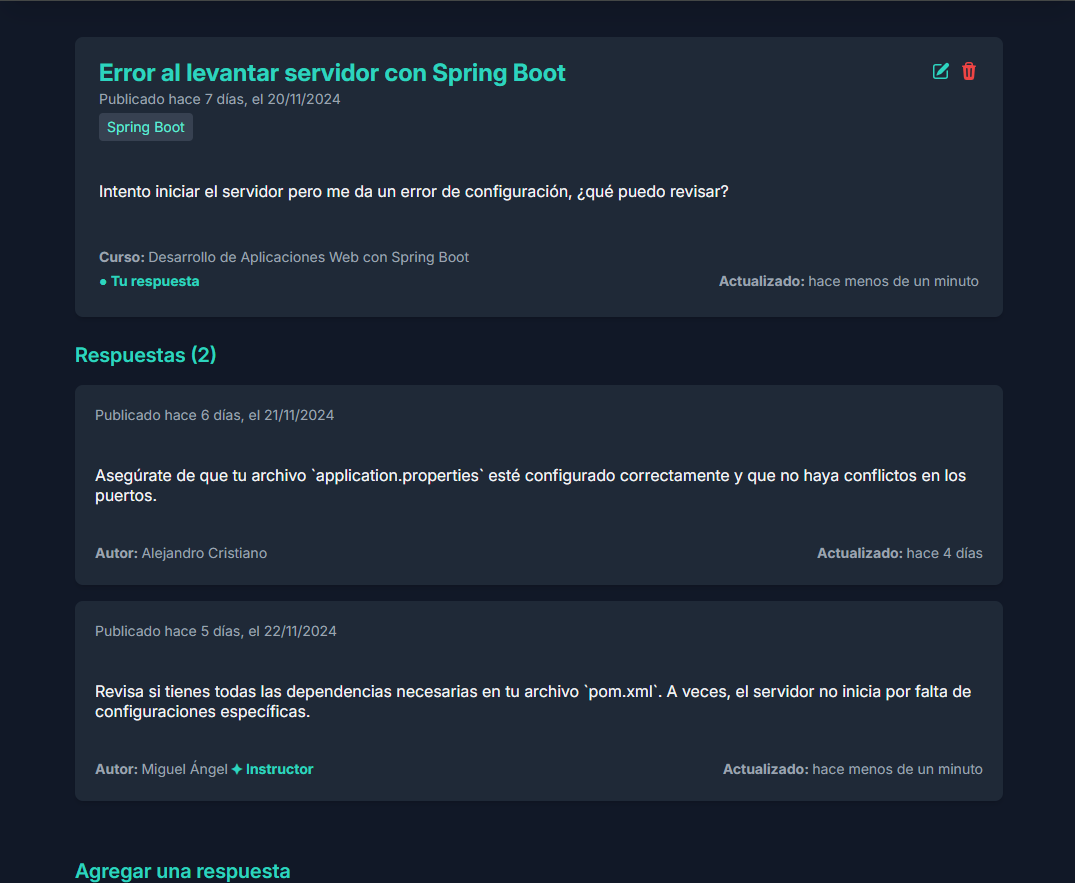 Error al levantar servidor con Spring Boot
Publicado hace 7 días, el 20/11/2024
Spring Boot
Intento iniciar el servidor pero me da un error de configuración, ¿qué puedo revisar?
Curso: Desarrollo de Aplicaciones Web con Spring Boot
● Tu respuesta
Actualizado: hace menos de un minuto
Respuestas (2)
Publicado hace 6 días, el 21/11/2024
Asegúrate de que tu archivo `application.properties` esté configurado correctamente y que no haya conflictos en los
puertos.
Autor: Alejandro Cristiano
Actualizado: hace 4 días
Publicado hace 5 días, el 22/11/2024
Revisa si tienes todas las dependencias necesarias en tu archivo `pom.xml`. A veces, el servidor no inicia por falta de
configuraciones específicas.
Autor: Miguel Ángel ✦ Instructor
Actualizado: hace menos de un minuto
Agregar una respuesta